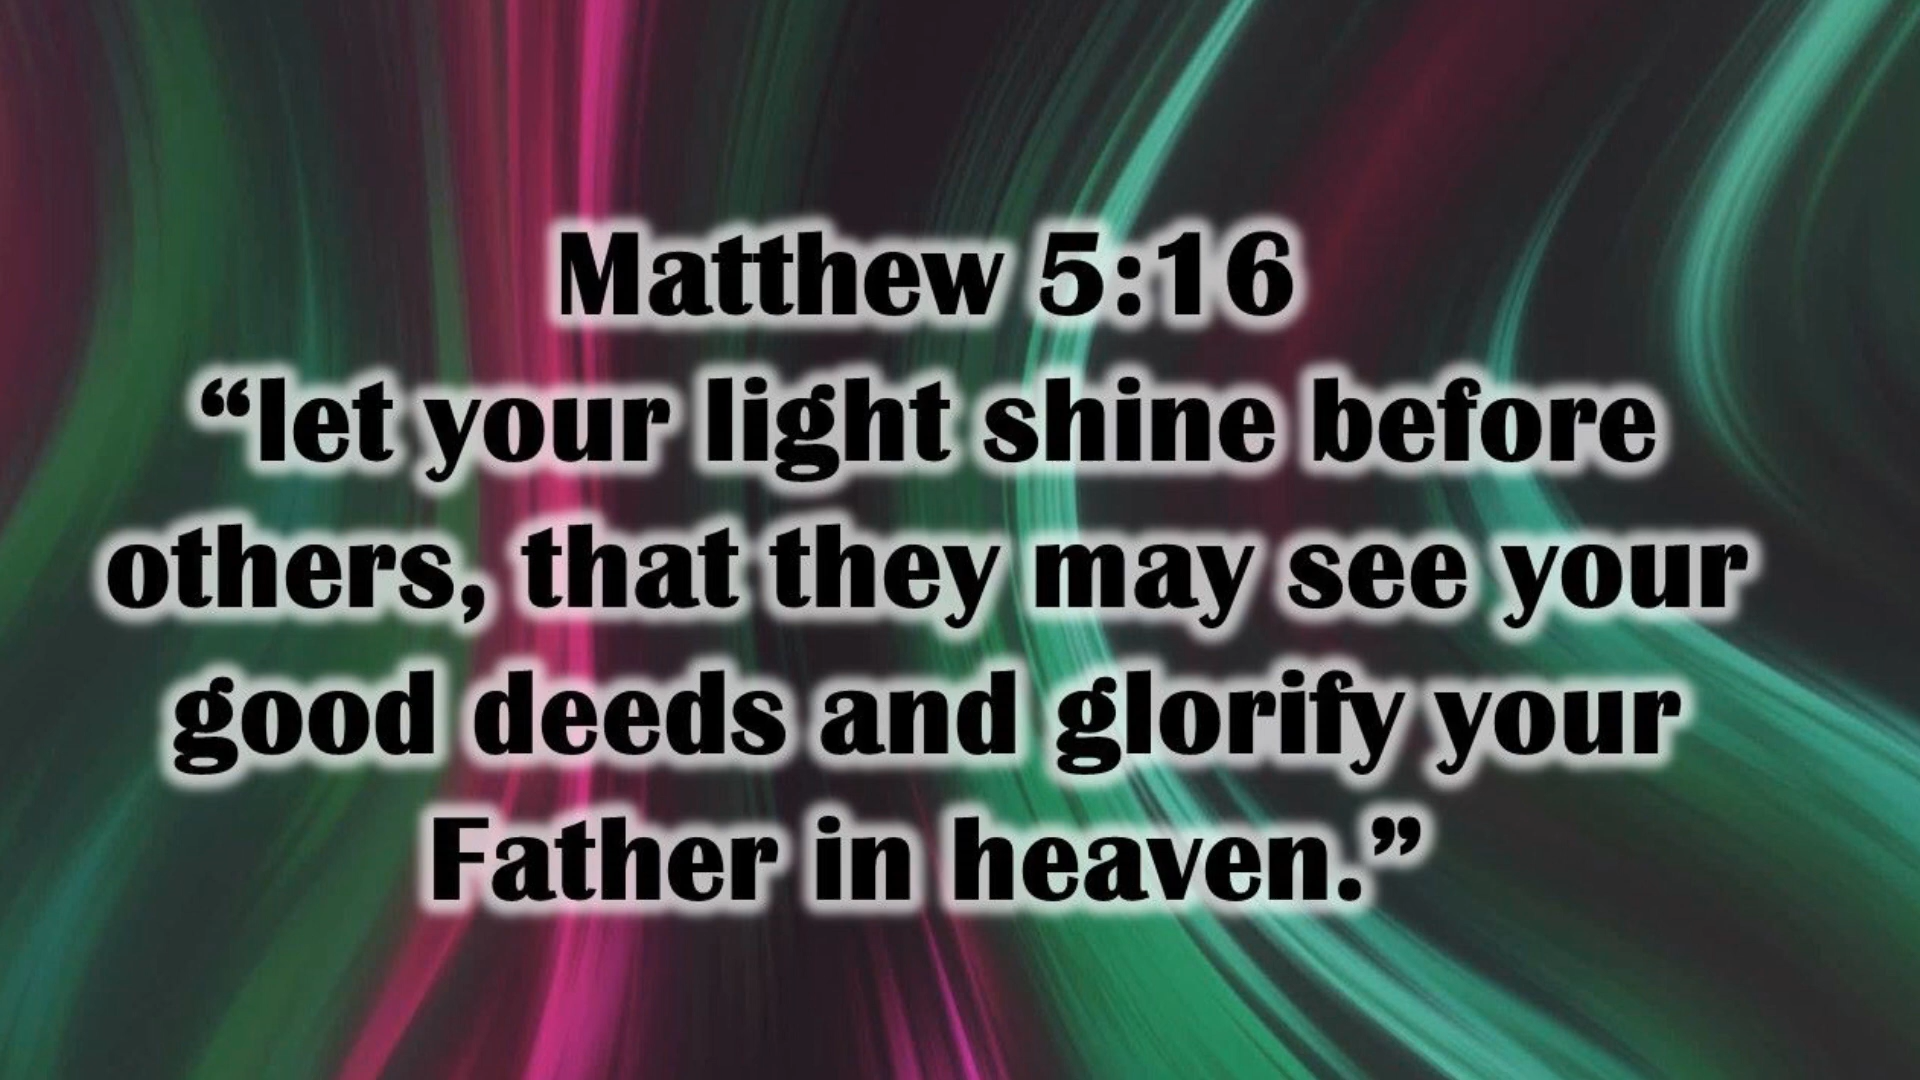 Matthew 5:16
“let your light shine before
others, that they may see your
good deeds and glorify your
Father in heaven.”